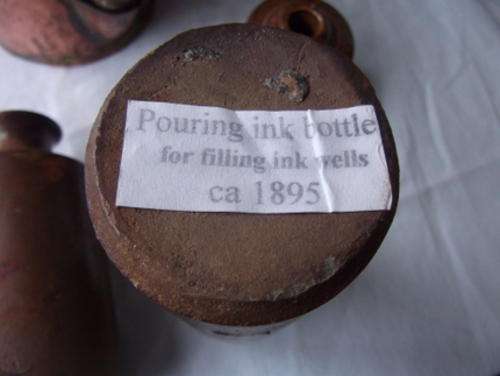 Pouring ink bottle
for filling ink wells
ca 1895